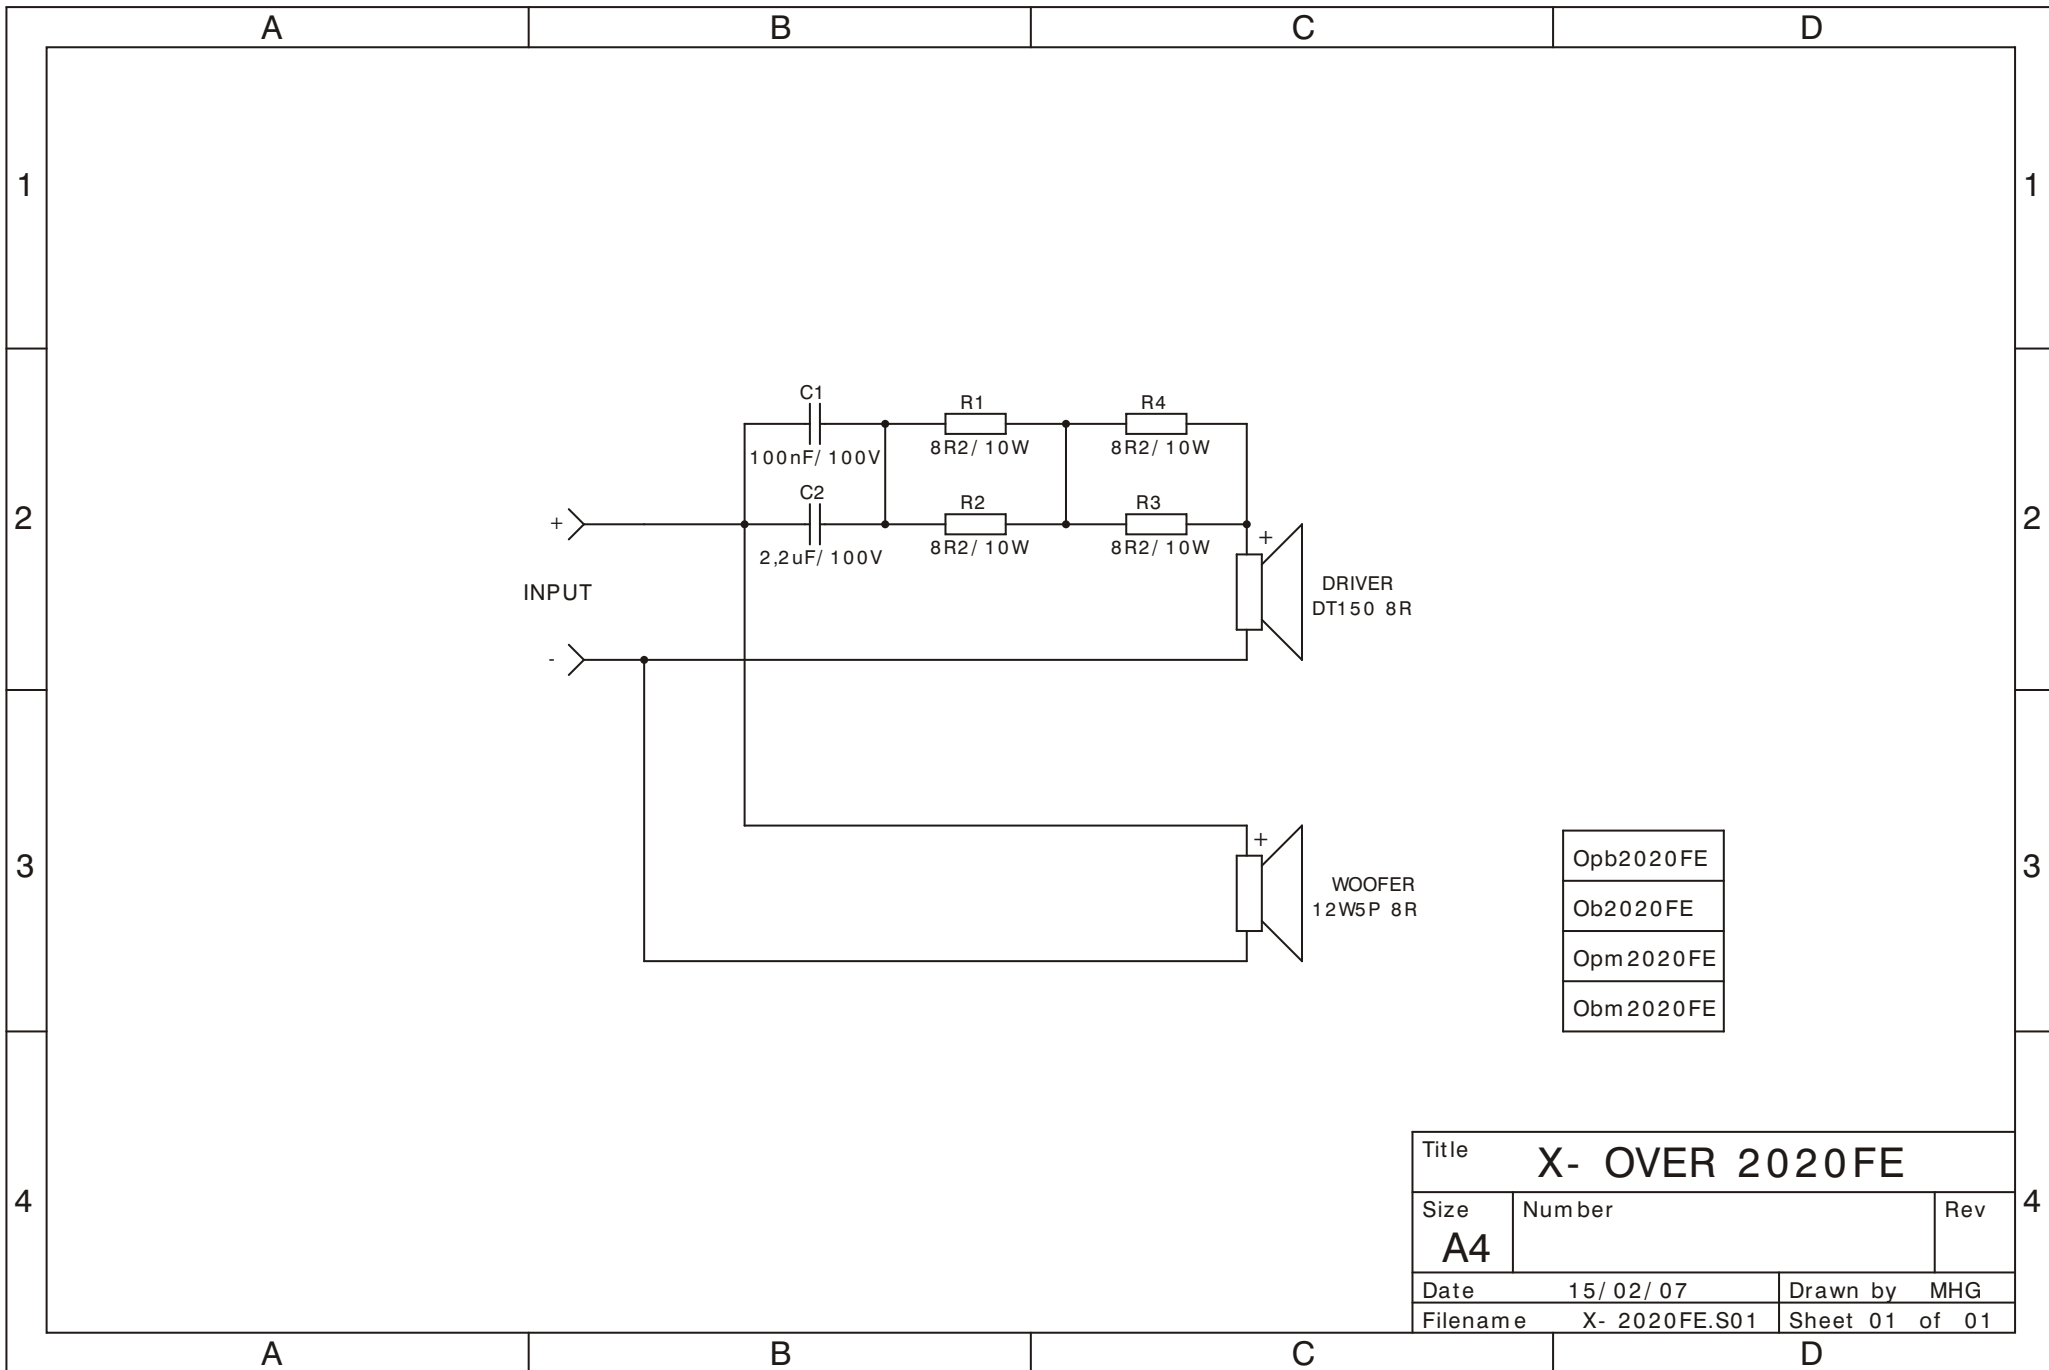 A B C D
1 1
C1
R1 R4
8R2/10W 8R2/10W
100nF/100V
C2
R2 R3
2 2
+
+
8R2/10W 8R2/10W
2,2uF/100V
INPUT
DRIVER
DT150 8R
-
+
Opb2020FE
3 3
WOOFER
12W5P 8R
Ob2020FE
Opm2020FE
Obm2020FE
Title X- OVER 2020FE
4 4
Size Number Rev
A4
Date 15/02/07 Drawn by MHG
Filename X- 2020FE.S01 Sheet 01 of 01
A B C D